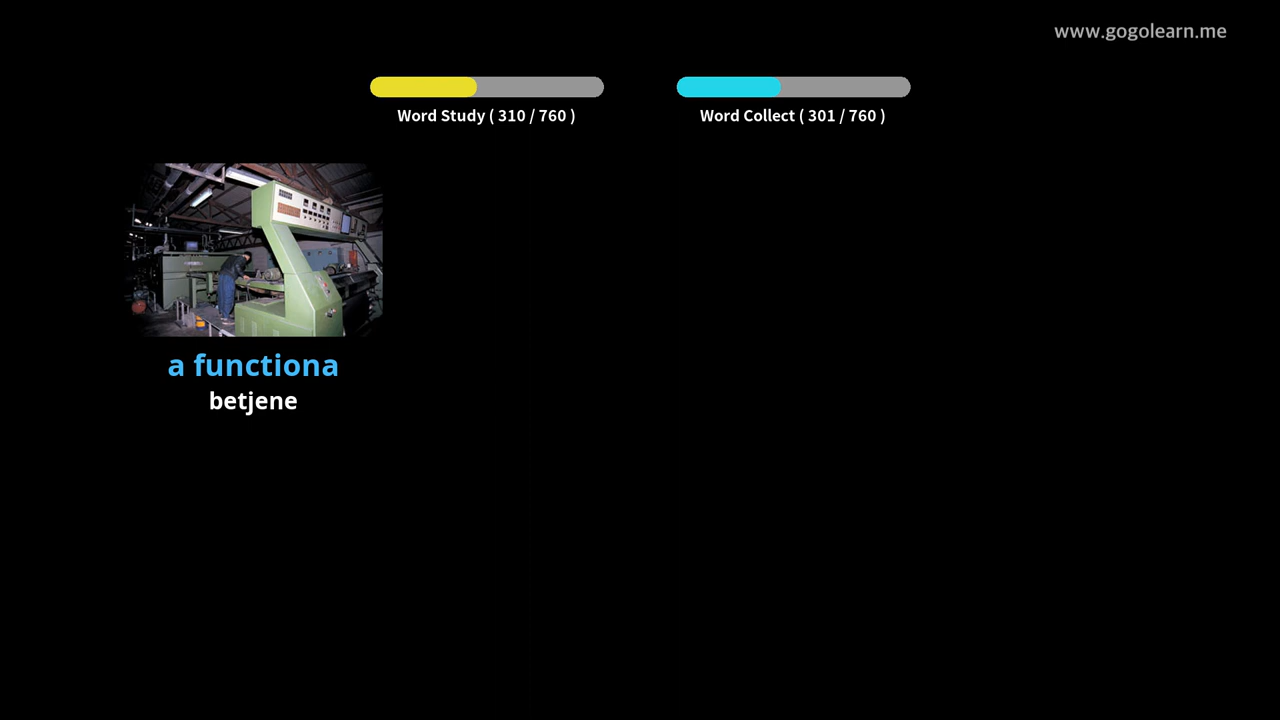 www.gogolearn.me
Word Study ( 310 / 760 )
Word Collect ( 301 / 760 )
a functiona
betjene